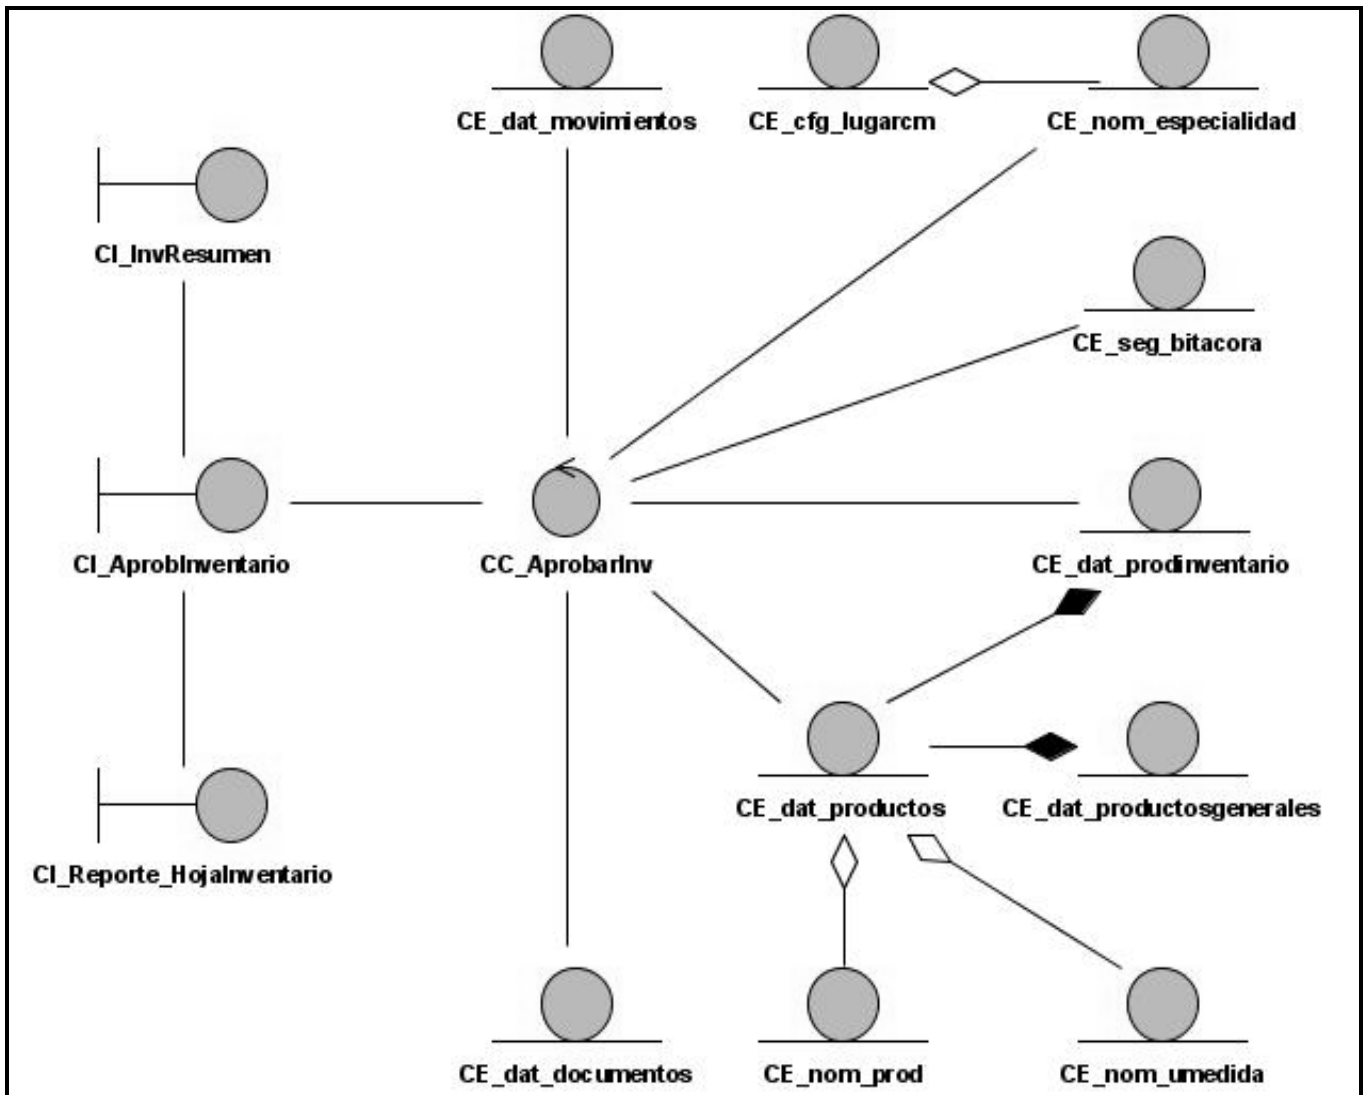 CE_dat_movimientos
CE_cfg_lugarcm
CE_nom_especialidad
CI_InvResumen
CE_seg_bitacora
CI_AprobInventario
CC_AprobarInv
CE_dat_prodinventario
CE_dat_productos
CE_dat_productosgenerales
CI_Reporte_HojaInventario
CE_dat_documentos
CE_nom_prod
CE_nom_umedida